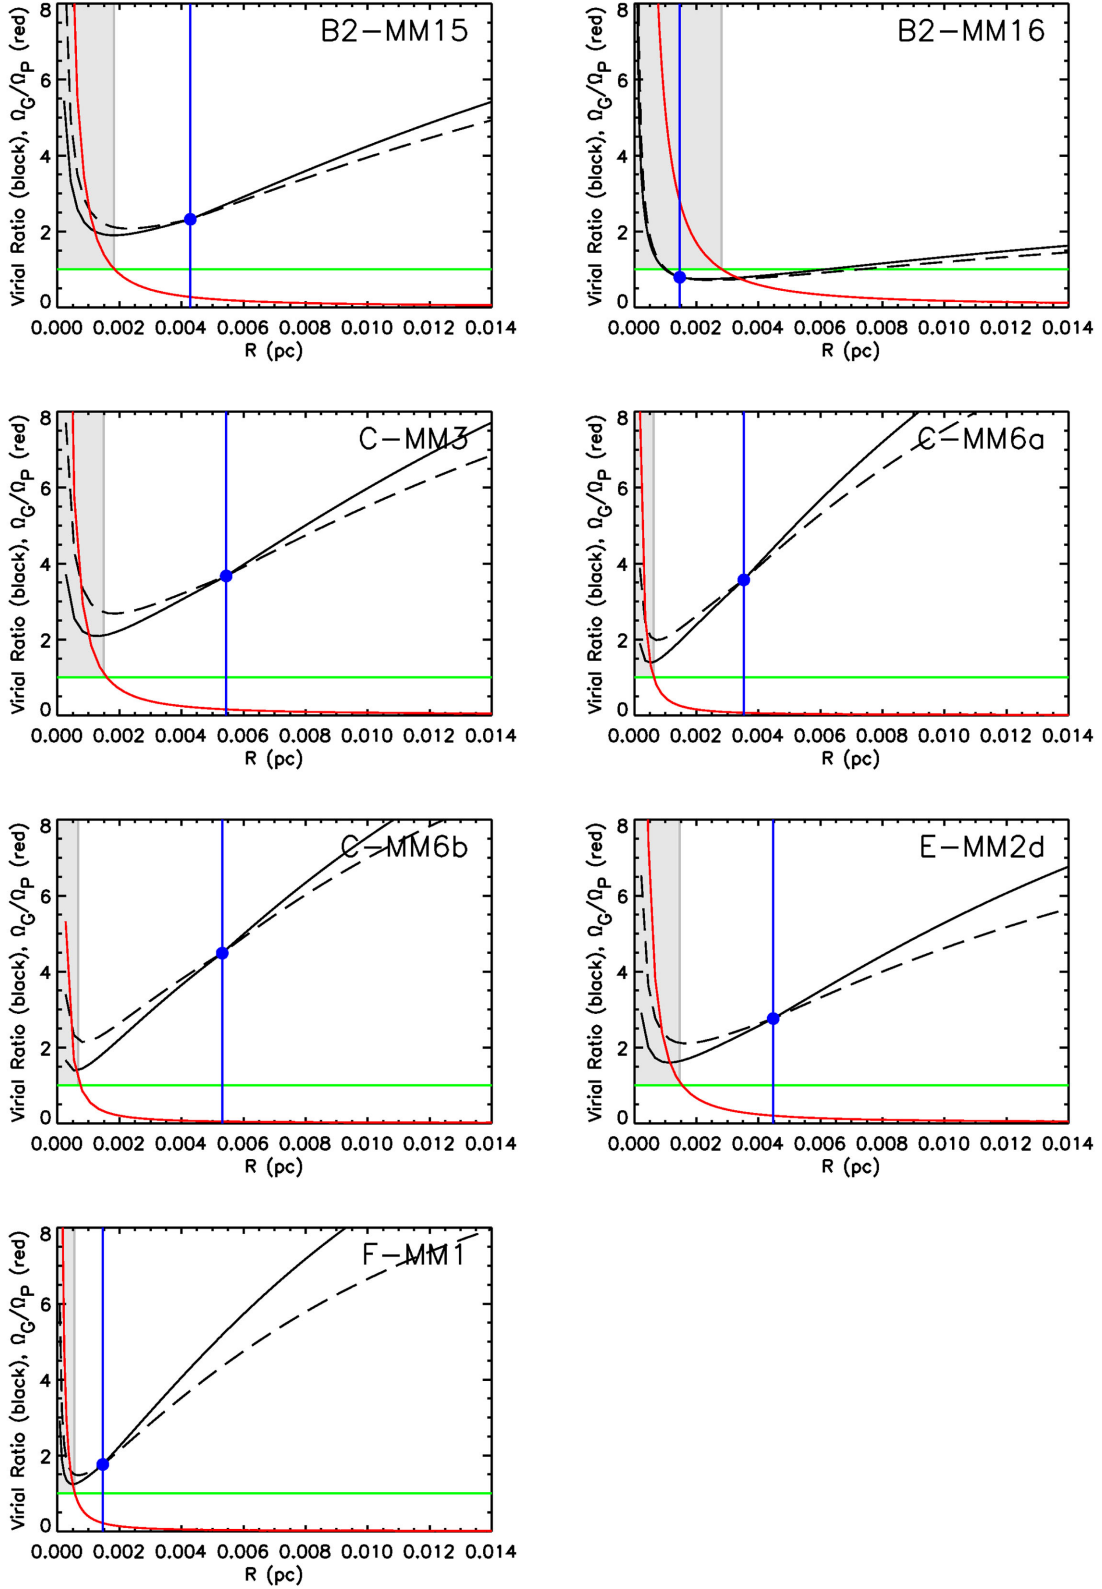 B2-MM15
Virial Ratio (black), Ω_G/Ω_P (red)
8
6
4
2
0
0.000 0.002 0.004 0.006 0.008 0.010 0.012 0.014
R (pc)
B2-MM16
Virial Ratio (black), Ω_G/Ω_P (red)
8
6
4
2
0
0.000 0.002 0.004 0.006 0.008 0.010 0.012 0.014
R (pc)
C-MM3
Virial Ratio (black), Ω_G/Ω_P (red)
8
6
4
2
0
0.000 0.002 0.004 0.006 0.008 0.010 0.012 0.014
R (pc)
C-MM6a
Virial Ratio (black), Ω_G/Ω_P (red)
8
6
4
2
0
0.000 0.002 0.004 0.006 0.008 0.010 0.012 0.014
R (pc)
C-MM6b
Virial Ratio (black), Ω_G/Ω_P (red)
8
6
4
2
0
0.000 0.002 0.004 0.006 0.008 0.010 0.012 0.014
R (pc)
E-MM2d
Virial Ratio (black), Ω_G/Ω_P (red)
8
6
4
2
0
0.000 0.002 0.004 0.006 0.008 0.010 0.012 0.014
R (pc)
F-MM1
Virial Ratio (black), Ω_G/Ω_P (red)
8
6
4
2
0
0.000 0.002 0.004 0.006 0.008 0.010 0.012 0.014
R (pc)